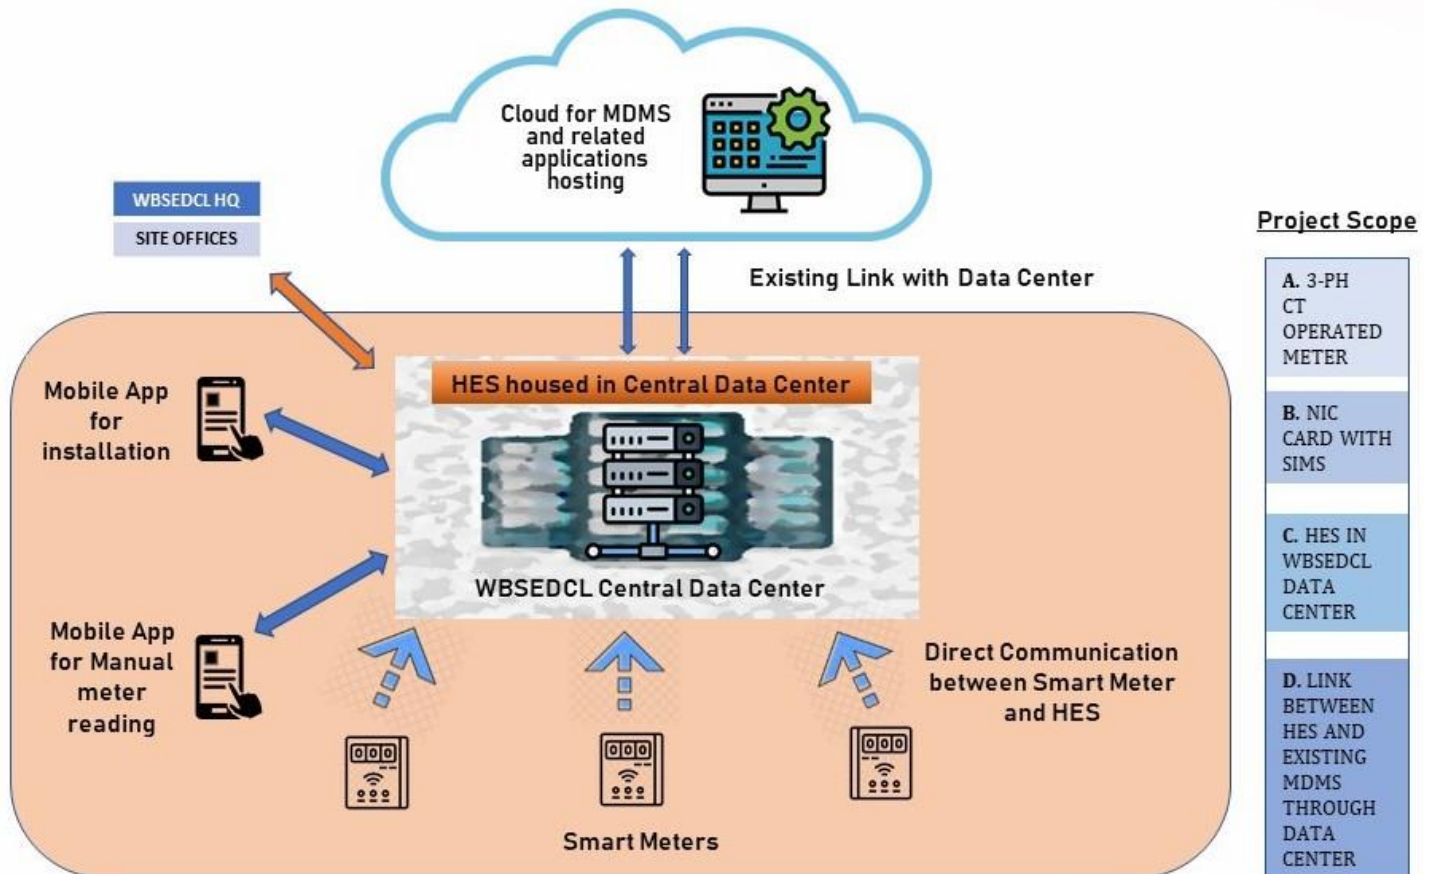 Cloud for MDMS
and related
applications
hosting
WBSEDCL HQ
SITE OFFICES
Existing Link with Data Center
HES housed in Central Data Center
Mobile App
for
installation
WBSEDCL Central Data Center
Mobile App
for Manual
meter
reading
Direct Communication
between Smart Meter
and HES
000
000
000
Smart Meters
Project Scope
A. 3-PH
CT
OPERATED
METER
B. NIC
CARD WITH
SIMS
C. HES IN
WBSEDCL
DATA
CENTER
D. LINK
BETWEEN
HES AND
EXISTING
MDMS
THROUGH
DATA
CENTER